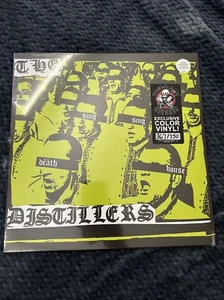 THE
sing
sing
death
house
DISTILLERS
EXCLUSIVE
COLOR
VINYL!